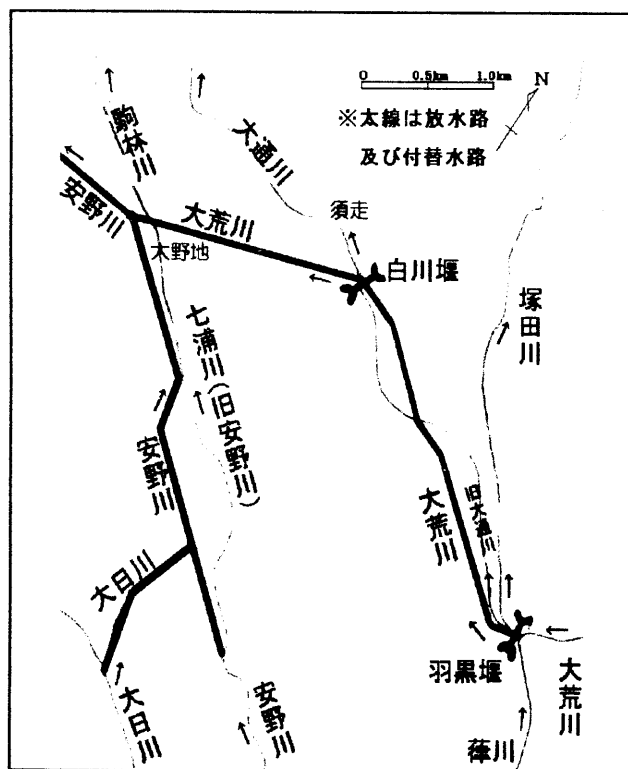 0 0.5km 1.0km
N
※太線は放水路
及び付替水路
駒林川
大通川
安野川
大荒川
須走
白川堰
本野地
七浦川(旧安野川)
塚田川
安野川
大荒川
旧大通川
大日川
羽黒堰
大荒川
大日川
安野川
葎川